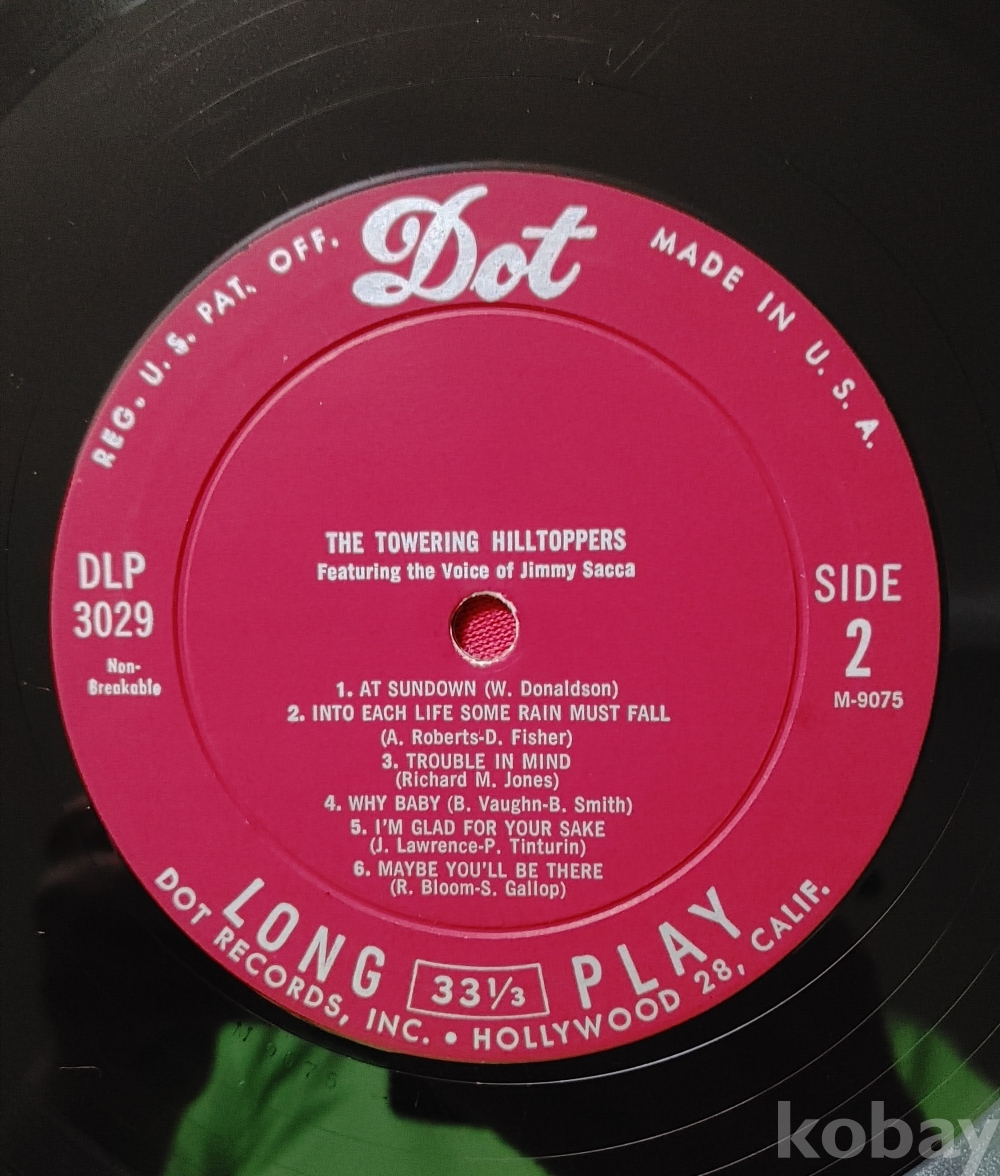 Dot
REG. U.S. PAT. OFF.
MADE IN U.S.A.
THE TOWERING HILLTOPPERS
Featuring the Voice of Jimmy Sacca
DLP
3029
Non-
Breakable
SIDE
2
M-9075
1. AT SUNDOWN (W. Donaldson)
2. INTO EACH LIFE SOME RAIN MUST FALL
(A. Roberts-D. Fisher)
3. TROUBLE IN MIND
(Richard M. Jones)
4. WHY BABY (B. Vaughn-B. Smith)
5. I'M GLAD FOR YOUR SAKE
(J. Lawrence-P. Tinturin)
6. MAYBE YOU'LL BE THERE
(R. Bloom-S. Gallop)
LONG 33⅓ PLAY
DOT RECORDS, INC. • HOLLYWOOD 28, CALIF.
M 9075
kobay